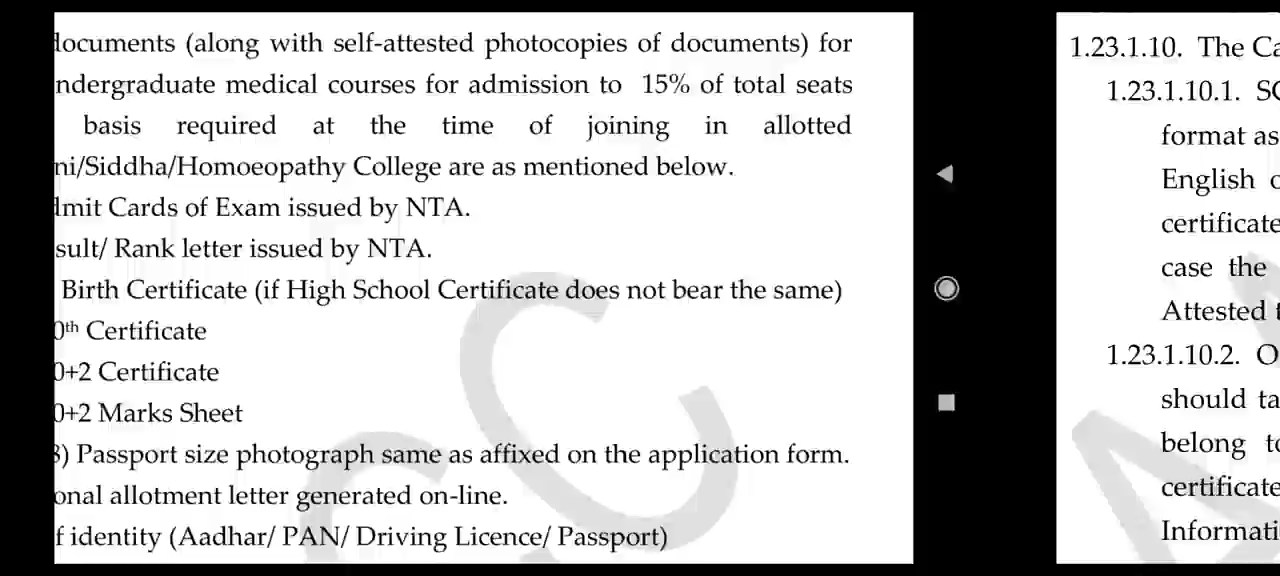 documents (along with self-attested photocopies of documents) for
ndergraduate medical courses for admission to 15% of total seats
basis required at the time of joining in allotted
ni/Siddha/Homoeopathy College are as mentioned below.
dmit Cards of Exam issued by NTA.
sult/ Rank letter issued by NTA.
Birth Certificate (if High School Certificate does not bear the same)
0th Certificate
0+2 Certificate
0+2 Marks Sheet
3) Passport size photograph same as affixed on the application form.
onal allotment letter generated on-line.
f identity (Aadhar/ PAN/ Driving Licence/ Passport)
1.23.1.10. The Ca
1.23.1.10.1. SC
format as
English o
certificate
case the
Attested t
1.23.1.10.2. O
should ta
belong to
certificate
Informati